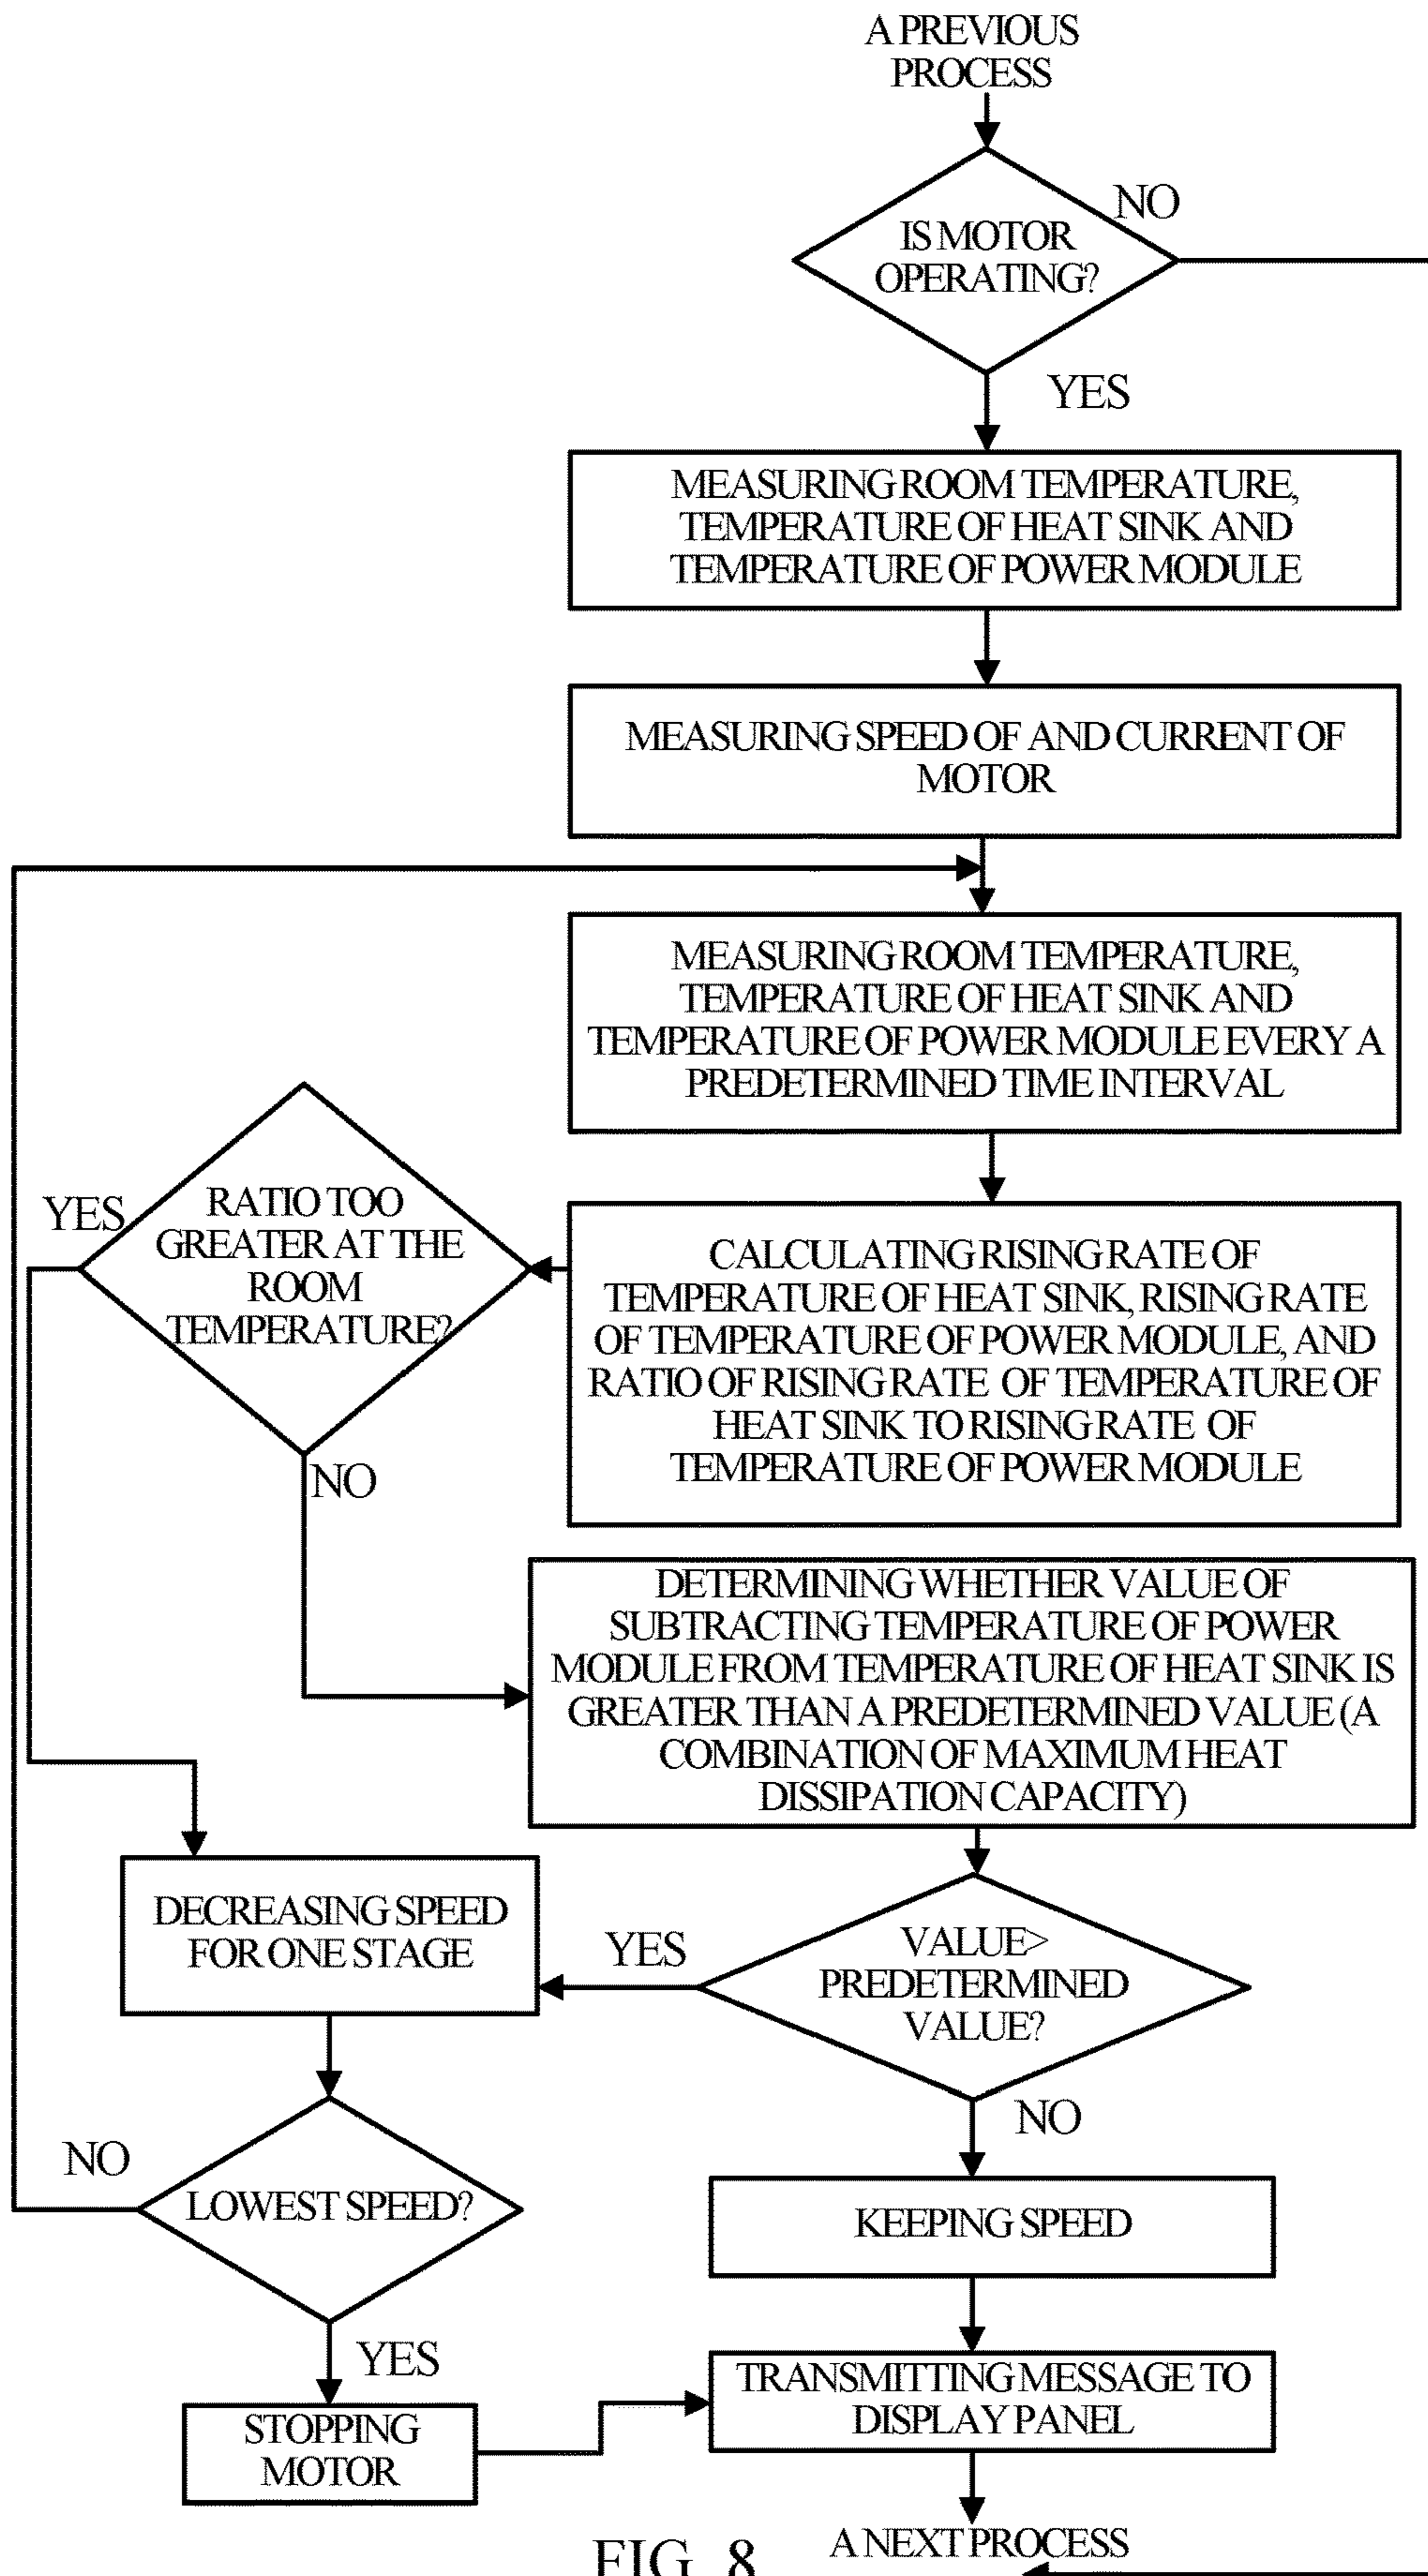 A PREVIOUS
PROCESS
IS MOTOR
OPERATING?
NO
YES
MEASURING ROOM TEMPERATURE,
TEMPERATURE OF HEAT SINK AND
TEMPERATURE OF POWER MODULE
MEASURING SPEED OF AND CURRENT OF
MOTOR
MEASURING ROOM TEMPERATURE,
TEMPERATURE OF HEAT SINK AND
TEMPERATURE OF POWER MODULE EVERY A
PREDETERMINED TIME INTERVAL
CALCULATING RISING RATE OF
TEMPERATURE OF HEAT SINK, RISING RATE
OF TEMPERATURE OF POWER MODULE, AND
RATIO OF RISING RATE OF TEMPERATURE OF
HEAT SINK TO RISING RATE OF
TEMPERATURE OF POWER MODULE
RATIO TOO
GREATER AT THE
ROOM
TEMPERATURE?
YES
NO
DETERMINING WHETHER VALUE OF
SUBTRACTING TEMPERATURE OF POWER
MODULE FROM TEMPERATURE OF HEAT SINK IS
GREATER THAN A PREDETERMINED VALUE (A
COMBINATION OF MAXIMUM HEAT
DISSIPATION CAPACITY)
VALUE>
PREDETERMINED
VALUE?
YES
NO
DECREASING SPEED
FOR ONE STAGE
LOWEST SPEED?
NO
YES
STOPPING
MOTOR
KEEPING SPEED
TRANSMITTING MESSAGE TO
DISPLAY PANEL
A NEXT PROCESS
FIG. 8